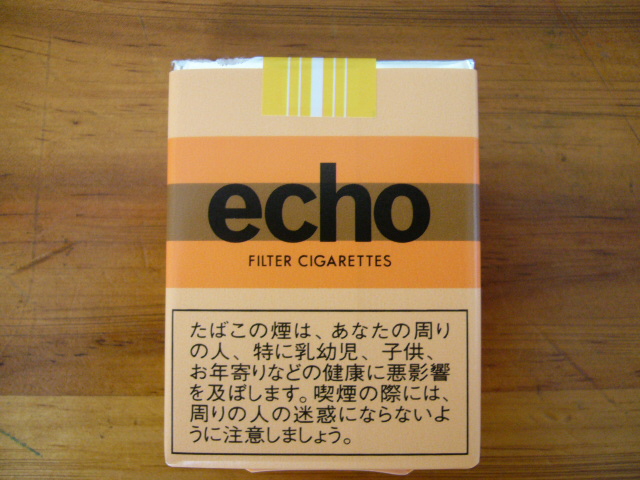 echo
FILTER CIGARETTES
たばこの煙は、あなたの周り
の人、特に乳幼児、子供、
お年寄りなどの健康に悪影響
を及ぼします。喫煙の際には、
周りの人の迷惑にならないよ
うに注意しましょう。